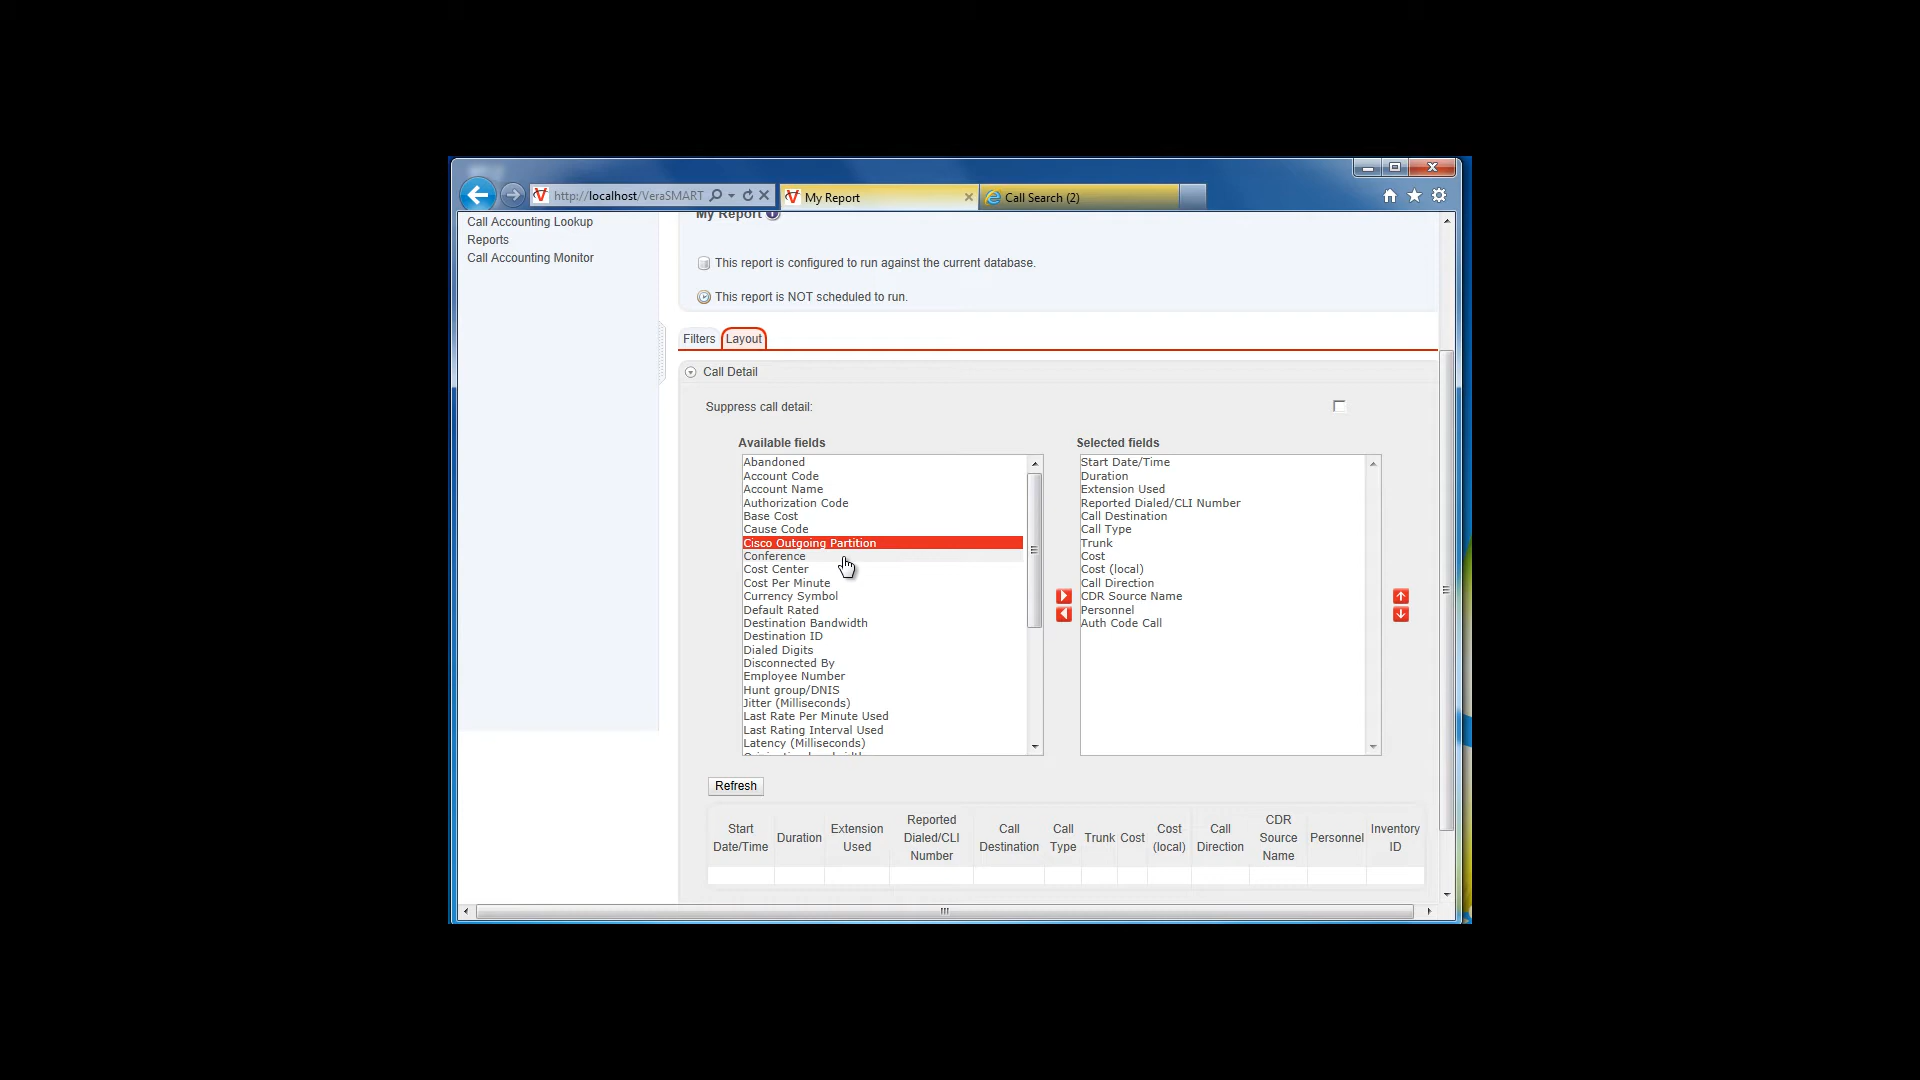 http://localhost/VeraSMART
My Report
Call Search (2)
Call Accounting Lookup
Reports
Call Accounting Monitor
My Report
This report is configured to run against the current database.
This report is NOT scheduled to run.
Filters
Layout
Call Detail
Suppress call detail:
Available fields
Abandoned
Account Code
Account Name
Authorization Code
Base Cost
Cause Code
Cisco Outgoing Partition
Conference
Cost Center
Cost Per Minute
Currency Symbol
Default Rated
Destination Bandwidth
Destination ID
Dialed Digits
Disconnected By
Employee Number
Hunt group/DNIS
Jitter (Milliseconds)
Last Rate Per Minute Used
Last Rating Interval Used
Latency (Milliseconds)
Selected fields
Start Date/Time
Duration
Extension Used
Reported Dialed/CLI Number
Call Destination
Call Type
Trunk
Cost
Cost (local)
Call Direction
CDR Source Name
Personnel
Auth Code Call
Refresh
Start
Date/Time
Duration
Extension
Used
Reported
Dialed/CLI
Number
Call
Destination
Call
Type
Trunk
Cost
Cost
(local)
Call
Direction
CDR
Source
Name
Personnel
Inventory
ID